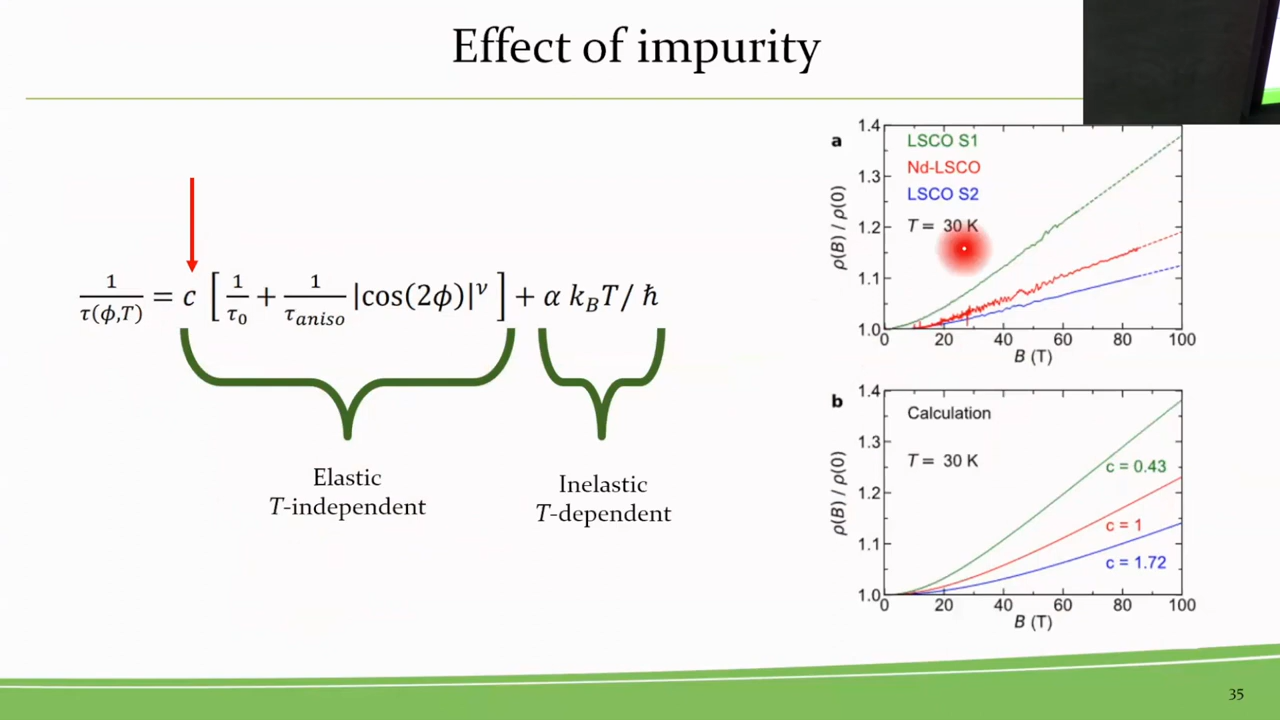 Effect of impurity
1/τ(ϕ,T) = c [1/τ₀ + 1/τₐₙᵢₛₒ |cos(2ϕ)|^ν] + α k_B T/ ħ
Elastic
T-independent
Inelastic
T-dependent
a
LSCO S1
Nd-LSCO
LSCO S2
T = 30 K
ρ(B) / ρ(0)
1.4
1.3
1.2
1.1
1.0
0 20 40 60 80 100
B (T)
b
Calculation
T = 30 K
c = 0.43
c = 1
c = 1.72
ρ(B) / ρ(0)
1.4
1.3
1.2
1.1
1.0
0 20 40 60 80 100
B (T)
35